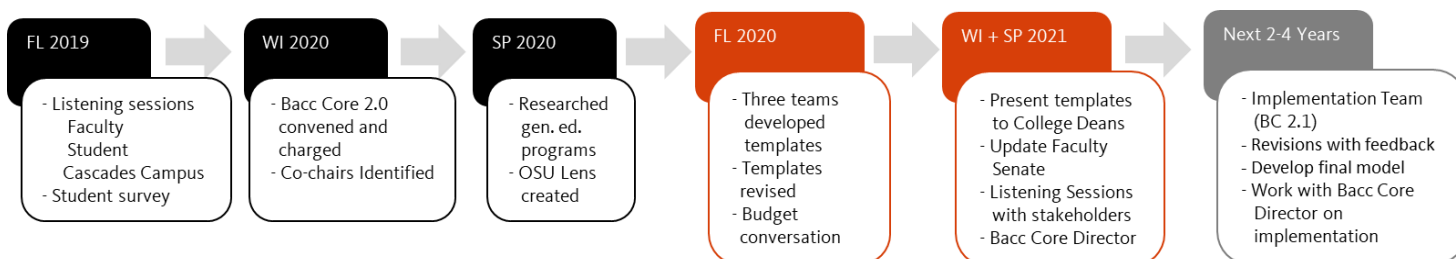 FL 2019
- Listening sessions
Faculty
Student
Cascades Campus
- Student survey
WI 2020
- Bacc Core 2.0
convened and
charged
- Co-chairs Identified
SP 2020
- Researched
gen. ed.
programs
- OSU Lens
created
FL 2020
- Three teams
developed
templates
- Templates
revised
- Budget
conversation
WI + SP 2021
- Present templates
to College Deans
- Update Faculty
Senate
- Listening Sessions
with stakeholders
- Bacc Core Director
Next 2-4 Years
- Implementation Team
(BC 2.1)
- Revisions with feedback
- Develop final model
- Work with Bacc Core
Director on
implementation